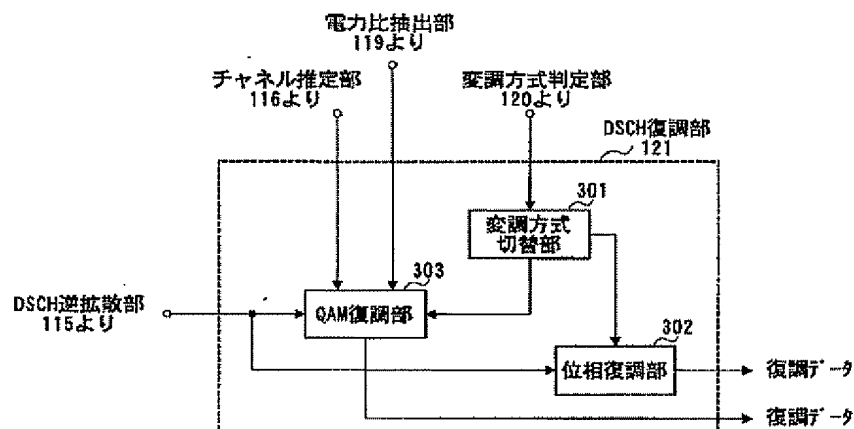 電力比抽出部
119より
チャネル推定部
116より
変調方式判定部
120より
DSCH復調部
121
301
変調方式
切替部
303
QAM復調部
DSCH逆拡散部
115より
302
位相復調部
復調データ
復調データ